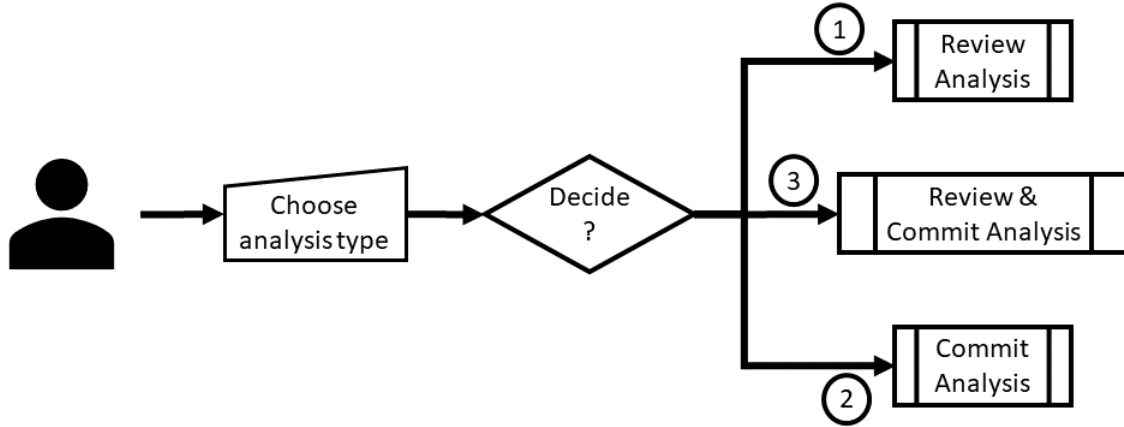 Choose
analysis type
Decide
?
1
Review
Analysis
3
Review &
Commit Analysis
2
Commit
Analysis